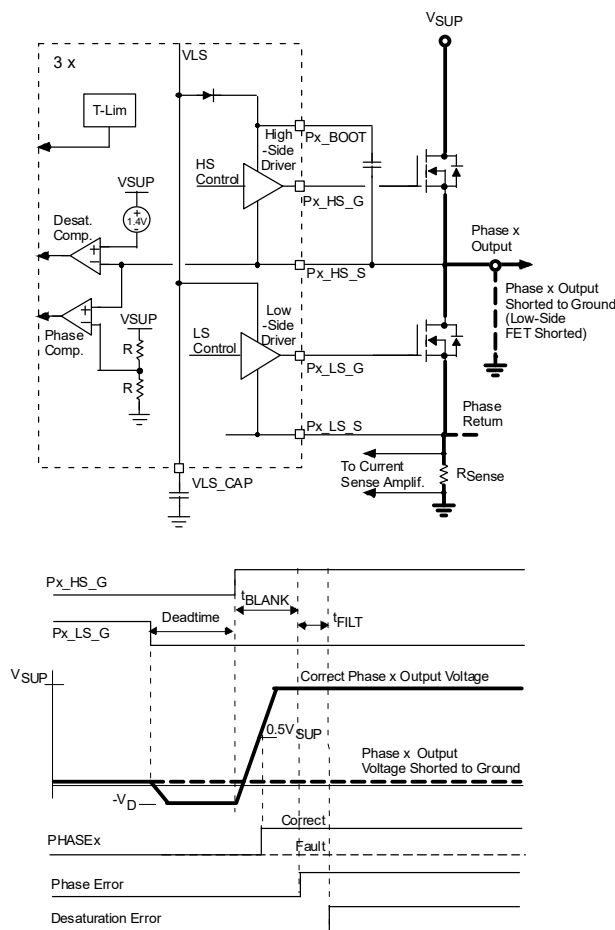 VSUP
VLS
3 x
T-Lim
High
-Side
Driver
Px_BOOT
HS
Control
Px_HS_G
VSUP
Desat.
Comp.
+
1.4V
-
+
−
Phase x
Output
Px_HS_S
Phase x Output
Shorted to Ground
(Low-Side
FET Shorted)
+
−
Phase
Comp.
VSUP
R
R
Low
-Side
Driver
LS
Control
Px_LS_G
Phase
Return
Px_LS_S
To Current
Sense Amplif.
RSense
VLS_CAP
Px_HS_G
tBLANK
Deadtime
tFILT
Px_LS_G
VSUP
Correct Phase x Output Voltage
0.5VSUP
Phase x Output
Voltage Shorted to Ground
-VD
Correct
PHASEx
Fault
Phase Error
Desaturation Error